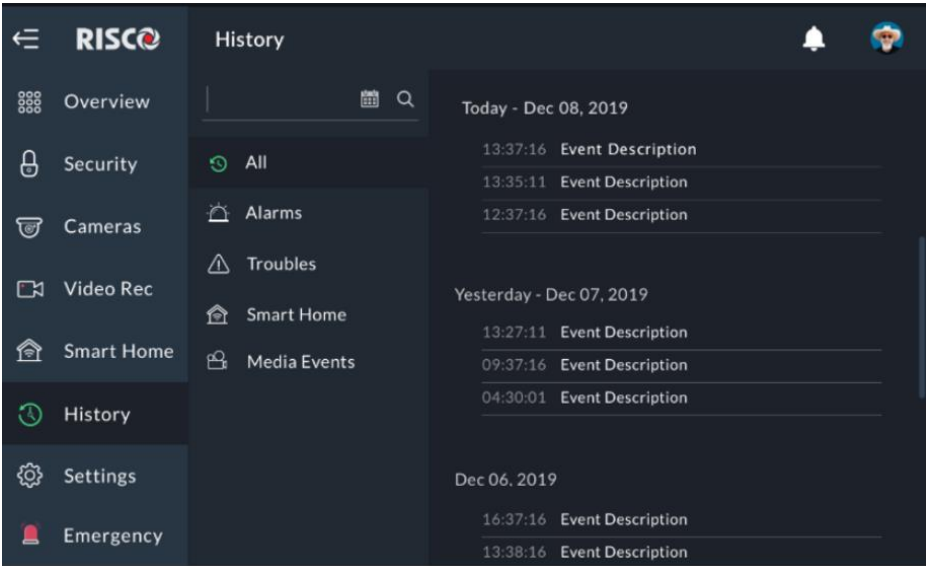 RISCO
History
Overview
Security
Cameras
Video Rec
Smart Home
History
Settings
Emergency
All
Alarms
Troubles
Smart Home
Media Events
Today - Dec 08, 2019
13:37:16 Event Description
13:35:11 Event Description
12:37:16 Event Description
Yesterday - Dec 07, 2019
13:27:11 Event Description
09:37:16 Event Description
04:30:01 Event Description
Dec 06, 2019
16:37:16 Event Description
13:38:16 Event Description